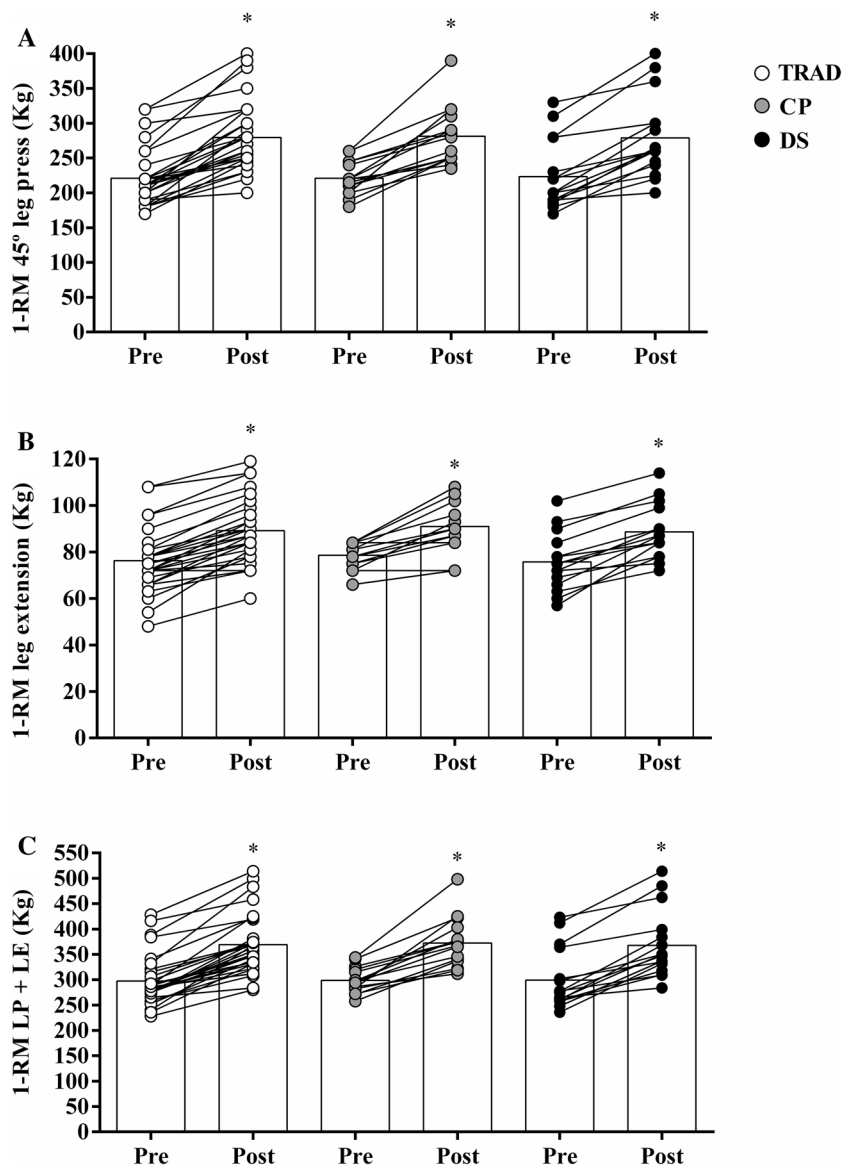 A
* * *
1-RM 45º leg press (Kg)
400
350
300
250
200
150
100
50
0
Pre Post Pre Post Pre Post
TRAD
CP
DS
B
* * *
1-RM leg extension (Kg)
120
100
80
60
40
20
0
Pre Post Pre Post Pre Post
C
* * *
1-RM LP + LE (Kg)
550
500
450
400
350
300
250
200
150
100
50
0
Pre Post Pre Post Pre Post